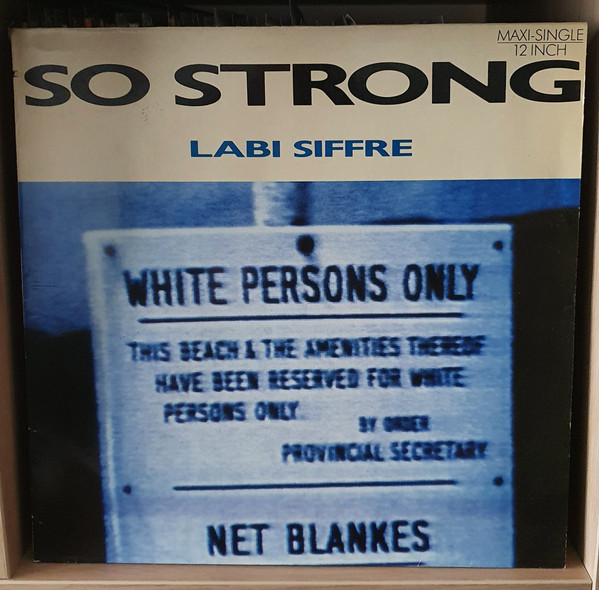 MAXI-SINGLE
12 INCH
SO STRONG
LABI SIFFRE
WHITE PERSONS ONLY
THIS BEACH & THE AMENITIES THEREOF
HAVE BEEN RESERVED FOR WHITE
PERSONS ONLY
BY ORDER
PROVINCIAL SECRETARY
NET BLANKES